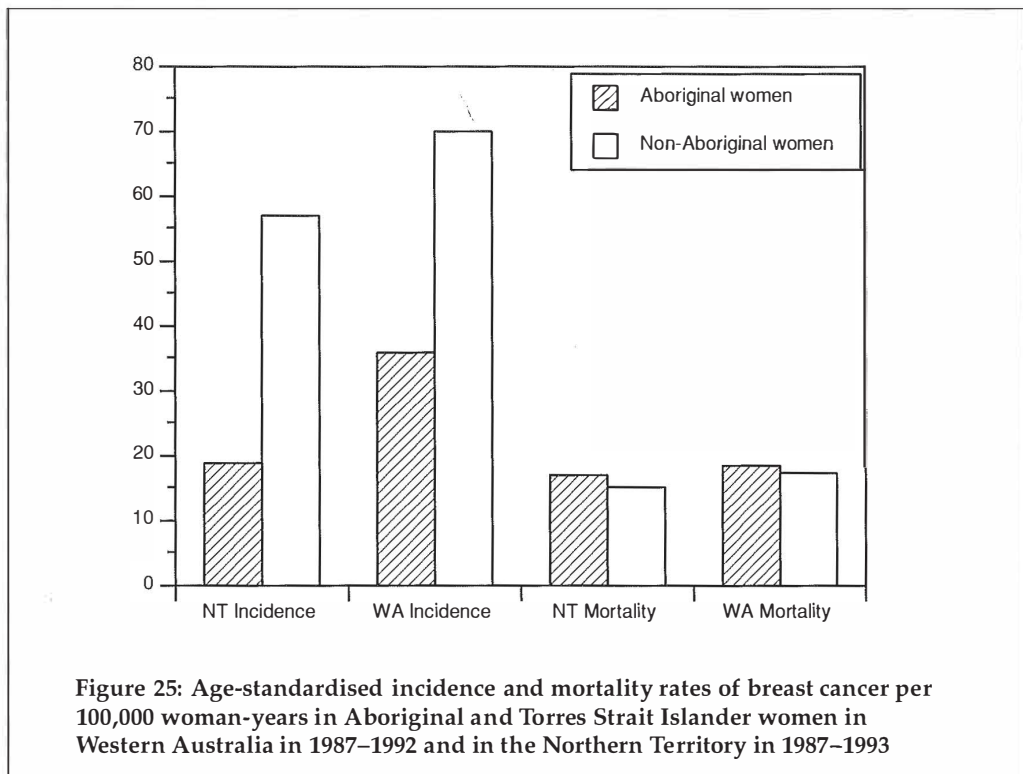 80
70
60
50
40
30
20
10
0
Aboriginal women
Non-Aboriginal women
NT Incidence
WA Incidence
NT Mortality
WA Mortality
Figure 25: Age-standardised incidence and mortality rates of breast cancer per
100,000 woman-years in Aboriginal and Torres Strait Islander women in
Western Australia in 1987–1992 and in the Northern Territory in 1987–1993